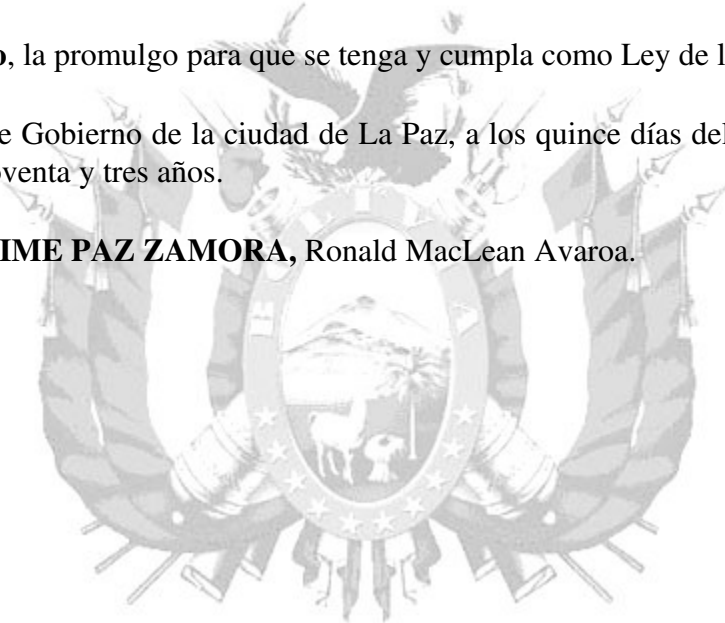 o, la promulgo para que se tenga y cumpla como Ley de l
e Gobierno de la ciudad de La Paz, a los quince días del
oventa y tres años.
IME PAZ ZAMORA, Ronald MacLean Avaroa.